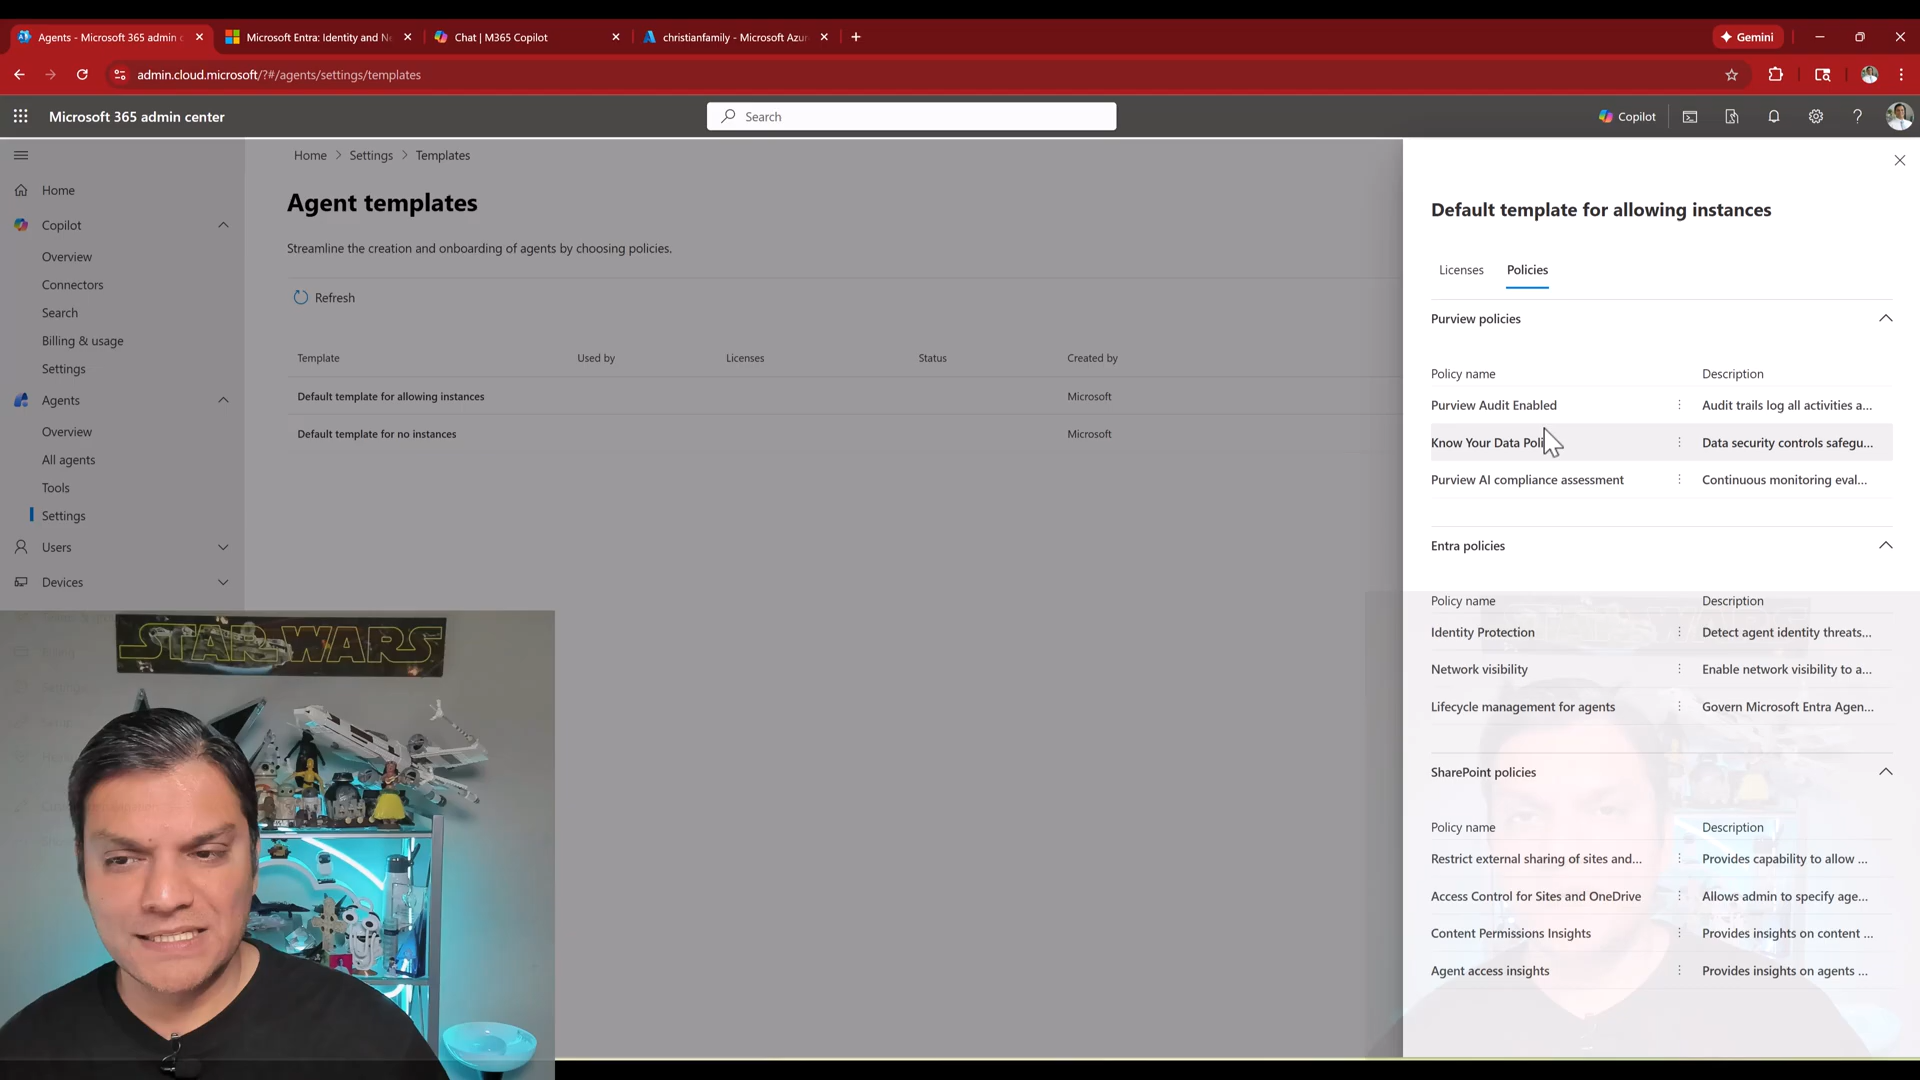 Agents - Microsoft 365 admin c
Microsoft Entra: Identity and Ne
Chat | M365 Copilot
christianfamily - Microsoft Azu
Gemini
admin.cloud.microsoft/?#/agents/settings/templates
Microsoft 365 admin center
Search
Copilot
Home
Copilot
Overview
Connectors
Search
Billing & usage
Settings
Agents
Overview
All agents
Tools
Settings
Users
Devices
Home > Settings > Templates
Agent templates
Streamline the creation and onboarding of agents by choosing policies.
Refresh
Template Used by Licenses Status Created by
Default template for allowing instances Microsoft
Default template for no instances Microsoft
Default template for allowing instances
Licenses Policies
Purview policies
Policy name Description
Purview Audit Enabled Audit trails log all activities a...
Know Your Data Poli Data security controls safegu...
Purview AI compliance assessment Continuous monitoring eval...
Entra policies
Policy name Description
Identity Protection Detect agent identity threats...
Network visibility Enable network visibility to a...
Lifecycle management for agents Govern Microsoft Entra Agen...
SharePoint policies
Policy name Description
Restrict external sharing of sites and... Provides capability to allow ...
Access Control for Sites and OneDrive Allows admin to specify age...
Content Permissions Insights Provides insights on content ...
Agent access insights Provides insights on agents ...
STAR WARS